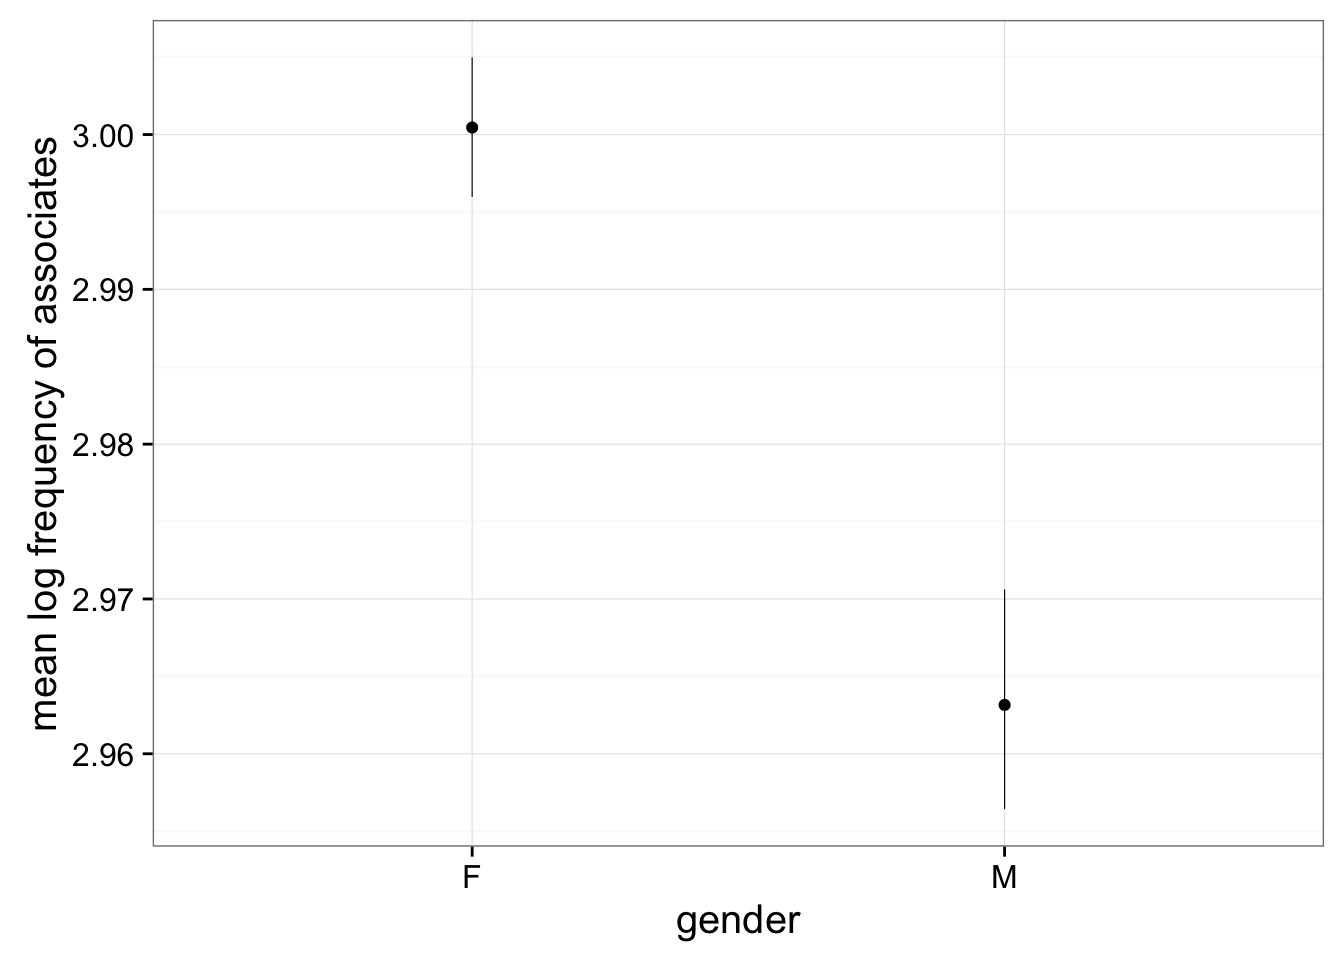 mean log frequency of associates
3.00
2.99
2.98
2.97
2.96
F
M
gender